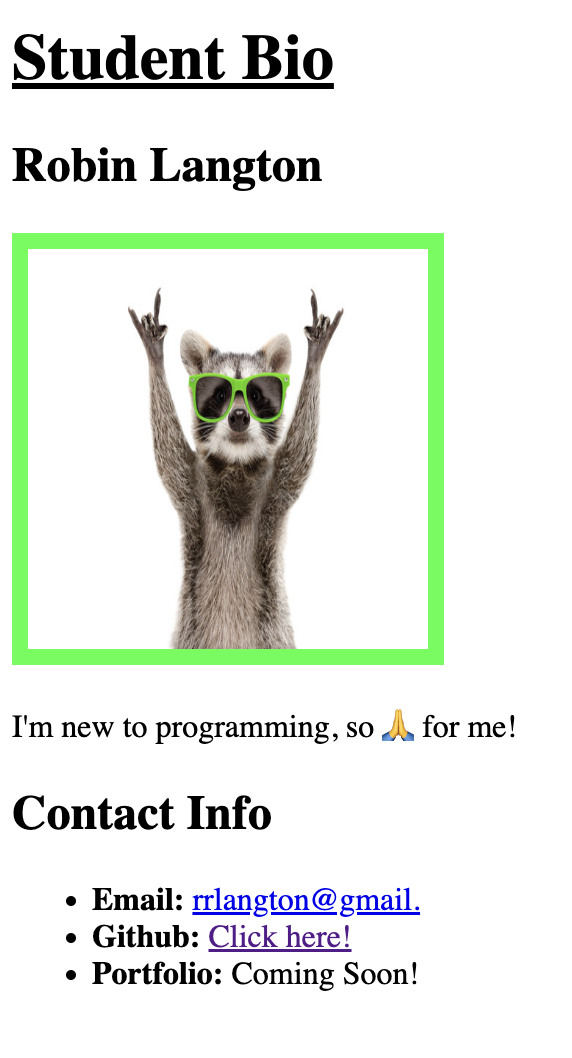 Student Bio
Robin Langton
I'm new to programming, so 🙏 for me!
Contact Info
• Email: rrlangton@gmail.
• Github: Click here!
• Portfolio: Coming Soon!